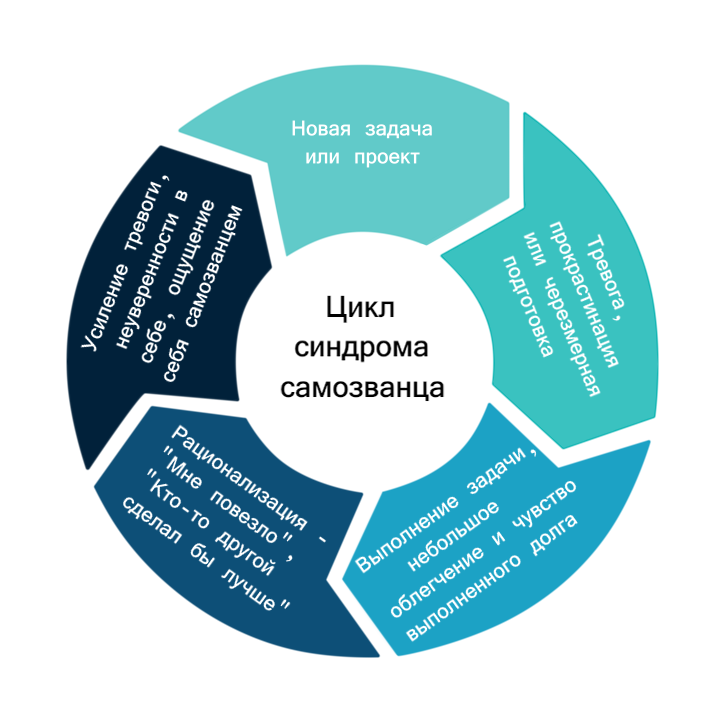 Новая задача
или проект
Тревога,
прокрастинация
или черезмерная
подготовка
Выполнение задачи,
небольшое
облегчение и чувство
выполненного долга
Рационализация -
"Мне повезло",
"Кто-то другой
сделал бы лучше"
Усиление тревоги,
неуверенности в
себе, ощущение
себя самозванцем
Цикл
синдрома
самозванца